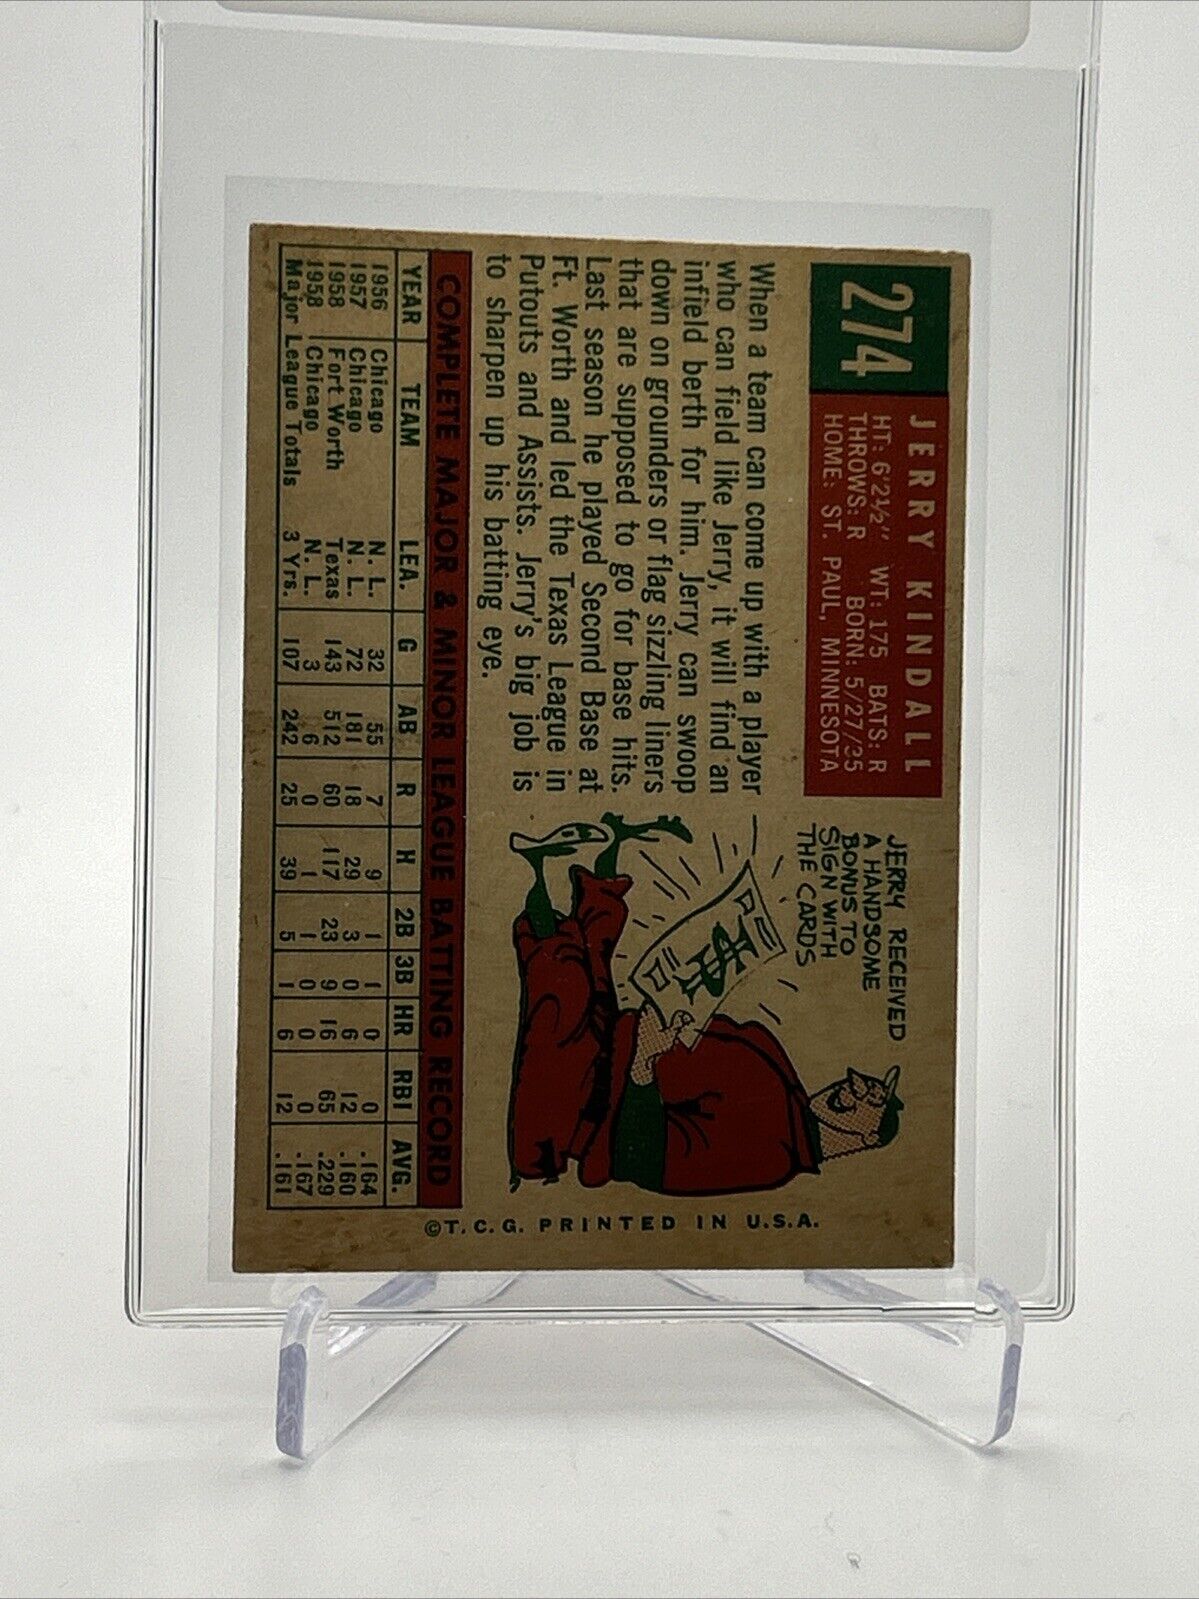 274
JERRY KINDALL
HT: 6'2½" WT: 175 BATS: R
THROWS: R BORN: 5/27/35
HOME: ST. PAUL, MINNESOTA
When a team can come up with a player
who can field like Jerry, it will find an
infield berth for him. Jerry can swoop
down on grounders or flag sizzling liners
that are supposed to go for base hits.
Last season he played Second Base at
Ft. Worth and led the Texas League in
Putouts and Assists. Jerry's big job is
to sharpen up his batting eye.
JERRY RECEIVED
A HANDSOME
BONUS TO
SIGN WITH
THE CARDS
$
COMPLETE MAJOR & MINOR LEAGUE BATTING RECORD
YEAR TEAM LEA. G AB R H 2B 3B HR RBI AVG.
1956 Chicago N. L. 32 55 7 9 1 1 0 0 .164
1957 Chicago N. L. 72 181 18 29 3 0 6 12 .160
1958 Fort Worth Texas 143 512 60 117 23 9 16 65 .229
1958 Chicago N. L. 3 6 0 1 1 0 0 0 .167
Major League Totals 3 Yrs. 107 242 25 39 5 1 6 12 .161
©T.C.G. PRINTED IN U.S.A.